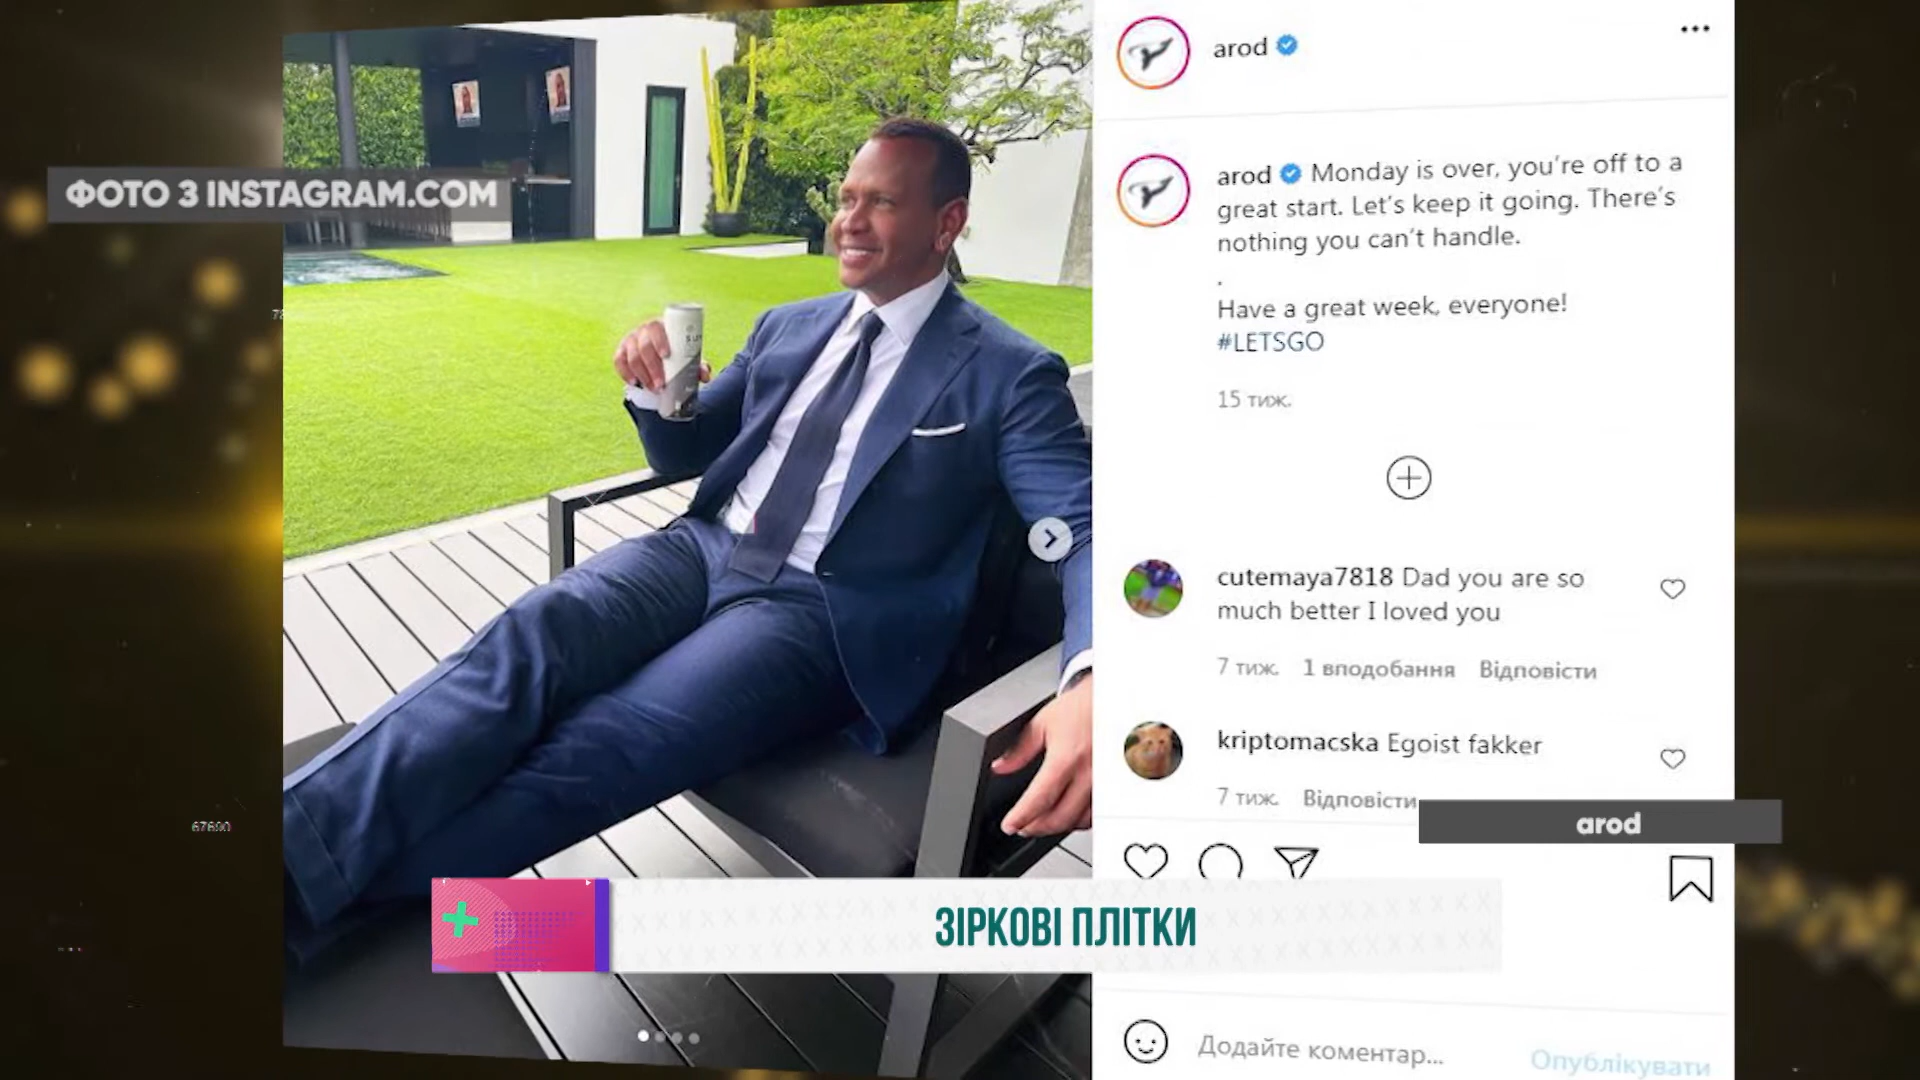 ФОТО З INSTAGRAM.COM
arod
arod Monday is over, you're off to a
great start. Let's keep it going. There's
nothing you can't handle.
.
Have a great week, everyone!
#LETSGO
15 тиж.
cutemaya7818 Dad you are so
much better I loved you
7 тиж. 1 вподобання Відповісти
kriptomacska Egoist fakker
7 тиж. Відповісти
arod
67690
ЗІРКОВІ ПЛІТКИ
Додайте коментар... Опублікувати